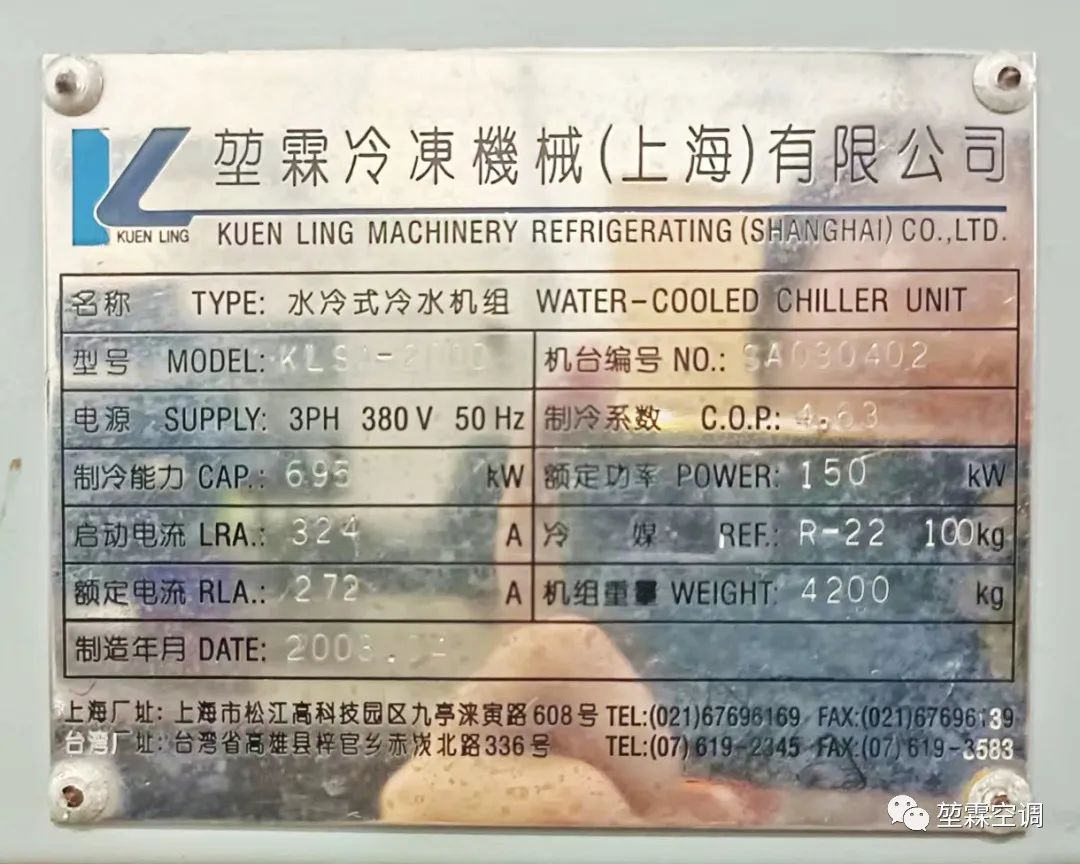 堃霖冷凍機械(上海)有限公司
KUEN LING
KUEN LING MACHINERY REFRIGERATING (SHANGHAI) CO.,LTD.
名称 TYPE: 水冷式冷水机组 WATER-COOLED CHILLER UNIT
型号 MODEL: 机台编号 NO.: SA030402
电源 SUPPLY: 3PH 380V 50Hz 制冷系数 C.O.P.: 4.63
制冷能力 CAP.: 695 kW 额定功率 POWER: 150 kW
启动电流 LRA.: 324 A 冷 媒 REF.: R-22 100kg
额定电流 RLA.: 272 A 机组重量 WEIGHT: 4200 kg
制造年月 DATE:
上海厂址: 上海市松江高科技园区九亭涞寅路608号 TEL:(021)67696169 FAX:(021)67696139
台湾厂址: 台湾省高雄县梓官乡赤崁北路336号 TEL:(07)619-2345 FAX:(07)619-3583
堃霖空调